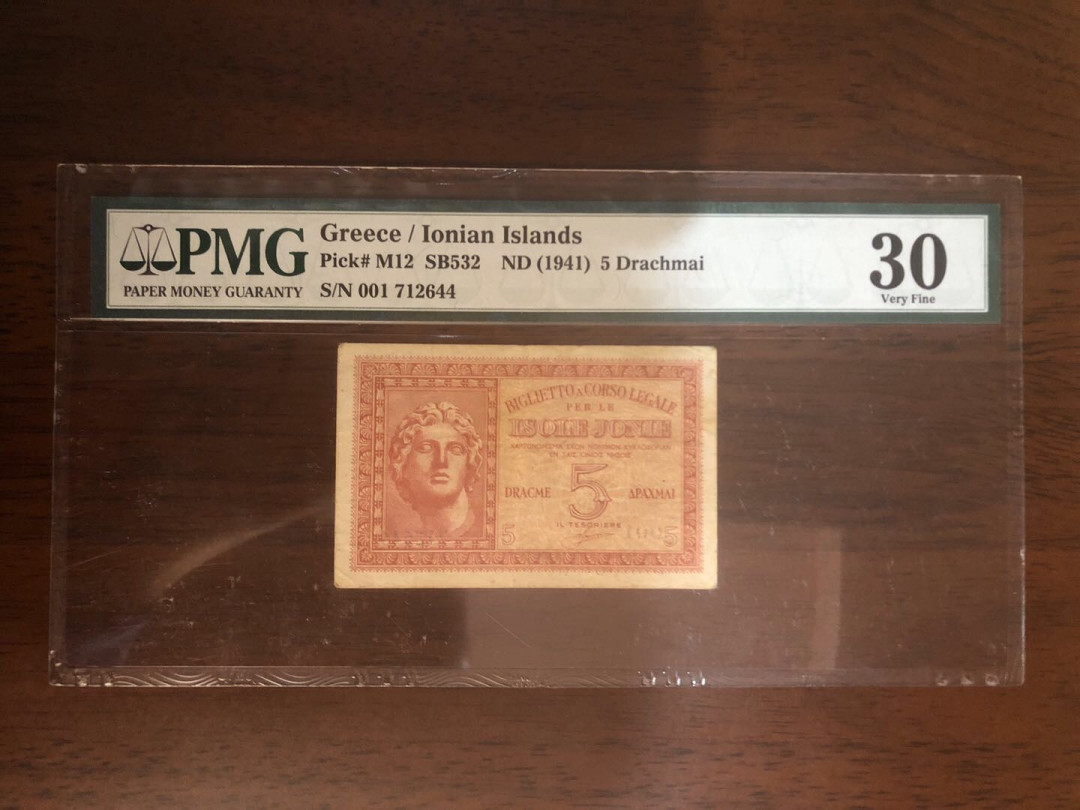 PMG
PAPER MONEY GUARANTY
Greece / Ionian Islands
Pick# M12 SB532 ND (1941) 5 Drachmai
S/N 001 712644
30
Very Fine
BIGLIETTO A CORSO LEGALE
PER LE
ISOLE JONIE
5
DRACME
ΔΡΑΧΜΑΙ
IL TESORIERE
5
5